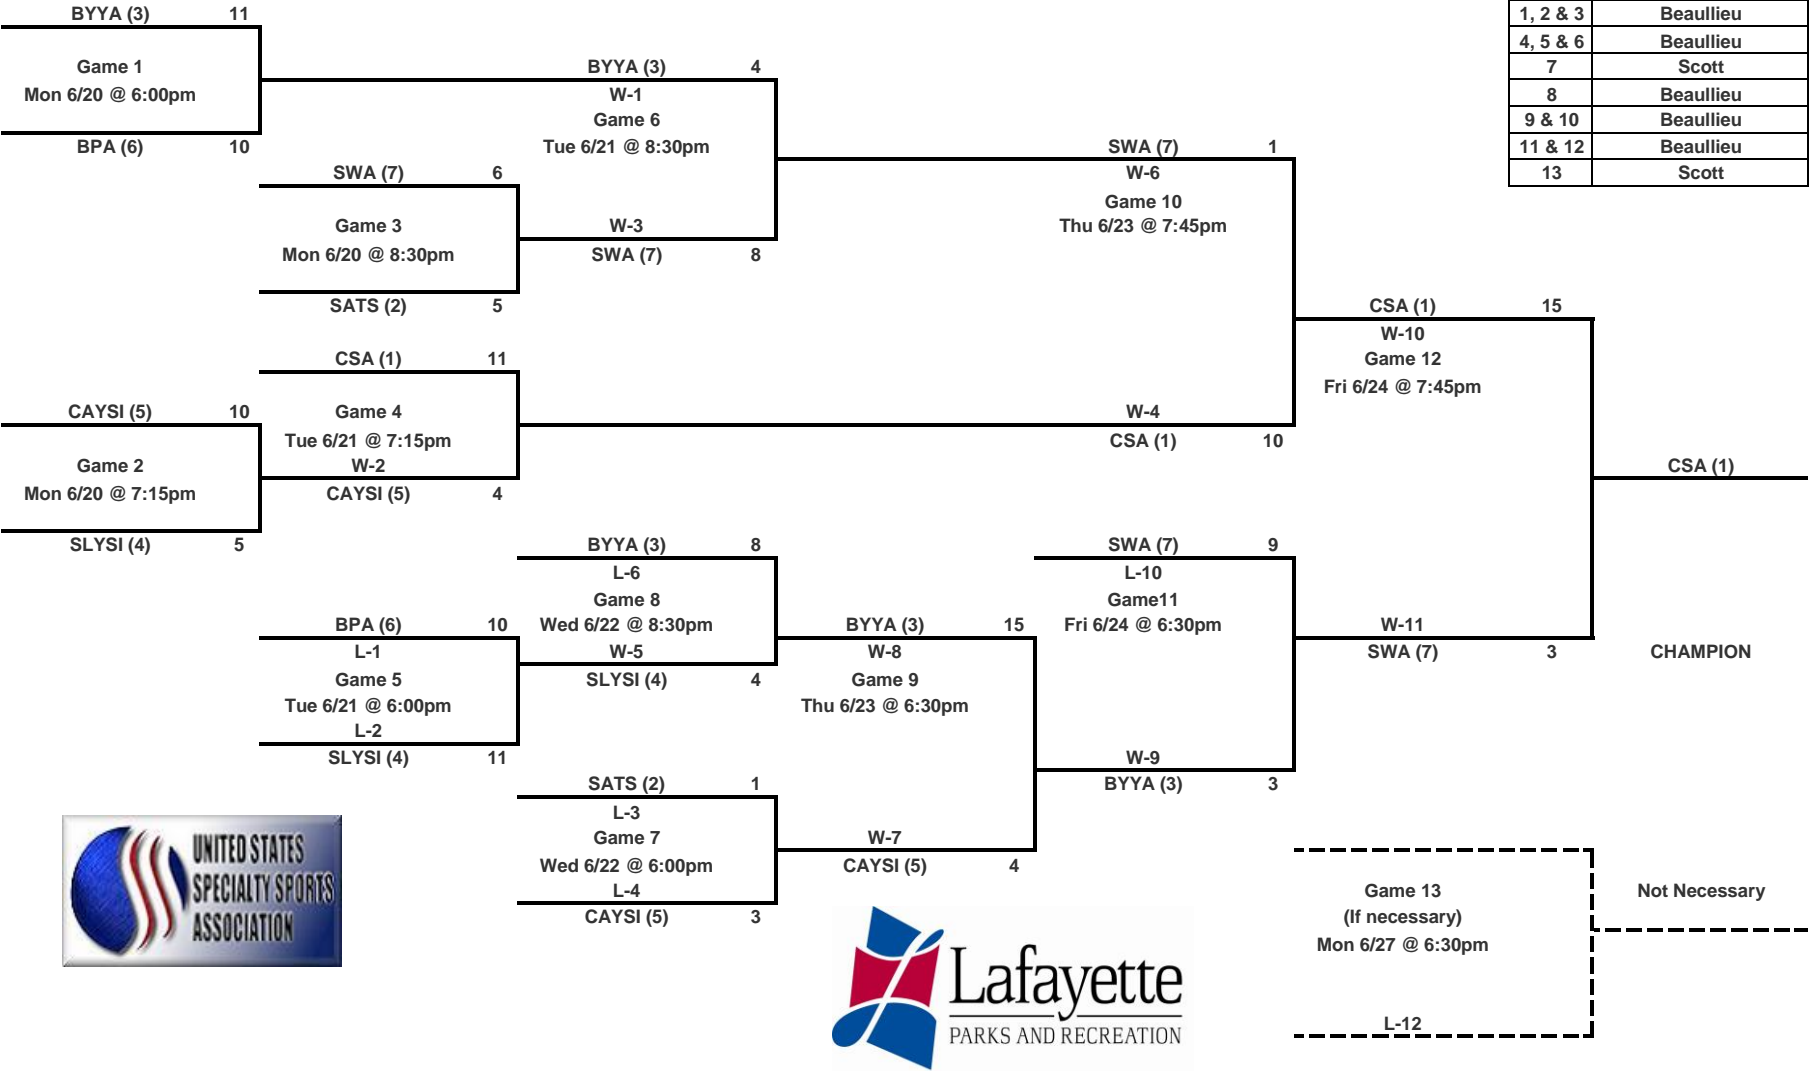 BYYA (3) 11
Game 1
Mon 6/20 @ 6:00pm
BPA (6) 10
SWA (7) 6
Game 3
Mon 6/20 @ 8:30pm
SATS (2) 5
CSA (1) 11
Game 4
Tue 6/21 @ 7:15pm
W-2
CAYSI (5) 4
CAYSI (5) 10
Game 2
Mon 6/20 @ 7:15pm
SLYSI (4) 5
BYYA (3) 4
W-1
Game 6
Tue 6/21 @ 8:30pm
W-3
SWA (7) 8
SWA (7) 1
W-6
Game 10
Thu 6/23 @ 7:45pm
W-4
CSA (1) 10
1, 2 & 3 Beaullieu
4, 5 & 6 Beaullieu
7 Scott
8 Beaullieu
9 & 10 Beaullieu
11 & 12 Beaullieu
13 Scott
CSA (1) 15
W-10
Game 12
Fri 6/24 @ 7:45pm
W-11
SWA (7) 3
CSA (1)
CHAMPION
BPA (6) 10
L-1
Game 5
Tue 6/21 @ 6:00pm
L-2
SLYSI (4) 11
BYYA (3) 8
L-6
Game 8
Wed 6/22 @ 8:30pm
W-5
SLYSI (4) 4
SATS (2) 1
L-3
Game 7
Wed 6/22 @ 6:00pm
L-4
CAYSI (5) 3
BYYA (3) 15
W-8
Game 9
Thu 6/23 @ 6:30pm
W-7
CAYSI (5) 4
SWA (7) 9
L-10
Game11
Fri 6/24 @ 6:30pm
W-9
BYYA (3) 3
Game 13
(If necessary)
Mon 6/27 @ 6:30pm
L-12
Not Necessary
UNITED STATES
SPECIALTY SPORTS
ASSOCIATION
Lafayette
PARKS AND RECREATION